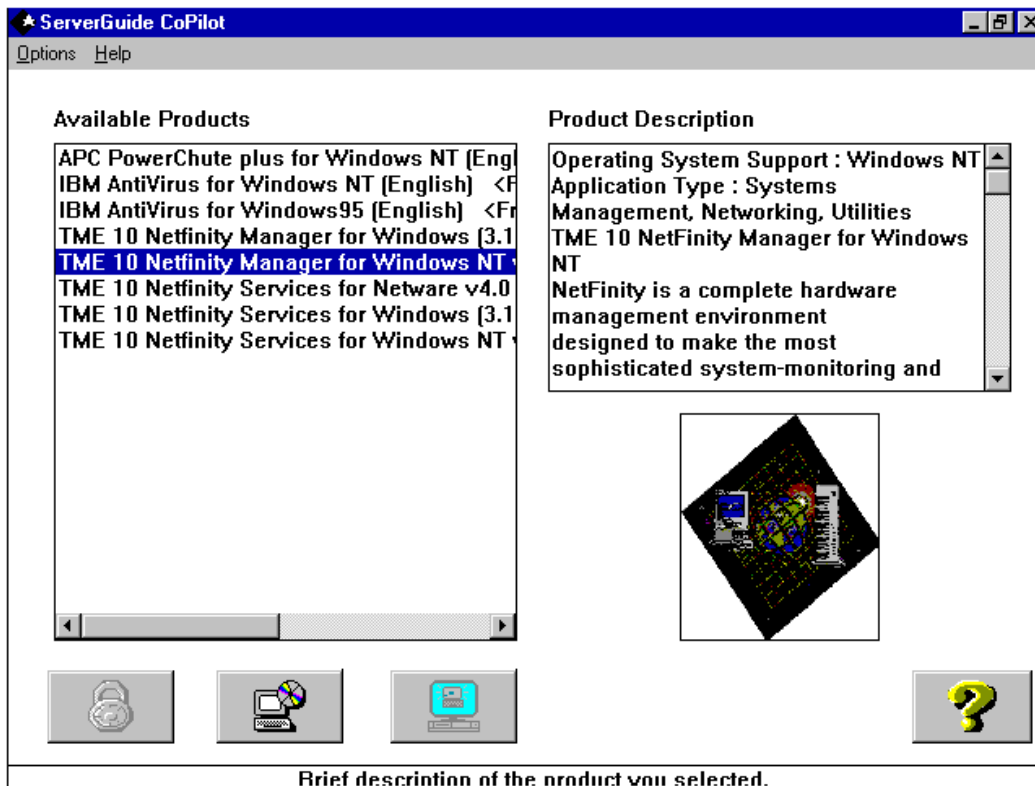 ServerGuide CoPilot
Options Help
Available Products
APC PowerChute plus for Windows NT (Engl
IBM AntiVirus for Windows NT (English) <F
IBM AntiVirus for Windows95 (English) <Fr
TME 10 Netfinity Manager for Windows (3.1
TME 10 Netfinity Manager for Windows NT v
TME 10 Netfinity Services for Netware v4.0
TME 10 Netfinity Services for Windows (3.1
TME 10 Netfinity Services for Windows NT v
Product Description
Operating System Support : Windows NT
Application Type : Systems
Management, Networking, Utilities
TME 10 NetFinity Manager for Windows
NT
NetFinity is a complete hardware
management environment
designed to make the most
sophisticated system-monitoring and
Brief description of the product you selected.